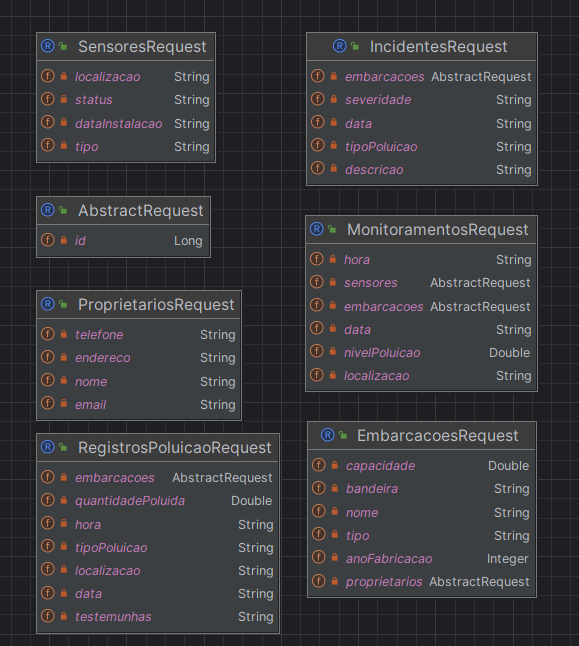 SensoresRequest
localizacao String
status String
dataInstalacao String
tipo String
AbstractRequest
id Long
ProprietariosRequest
telefone String
endereco String
nome String
email String
RegistrosPoluicaoRequest
embarcacoes AbstractRequest
quantidadePoluida Double
hora String
tipoPoluicao String
localizacao String
data String
testemunhas String
IncidentesRequest
embarcacoes AbstractRequest
severidade String
data String
tipoPoluicao String
descricao String
MonitoramentosRequest
hora String
sensores AbstractRequest
embarcacoes AbstractRequest
data String
nivelPoluicao Double
localizacao String
EmbarcacoesRequest
capacidade Double
bandeira String
nome String
tipo String
anoFabricacao Integer
proprietarios AbstractRequest